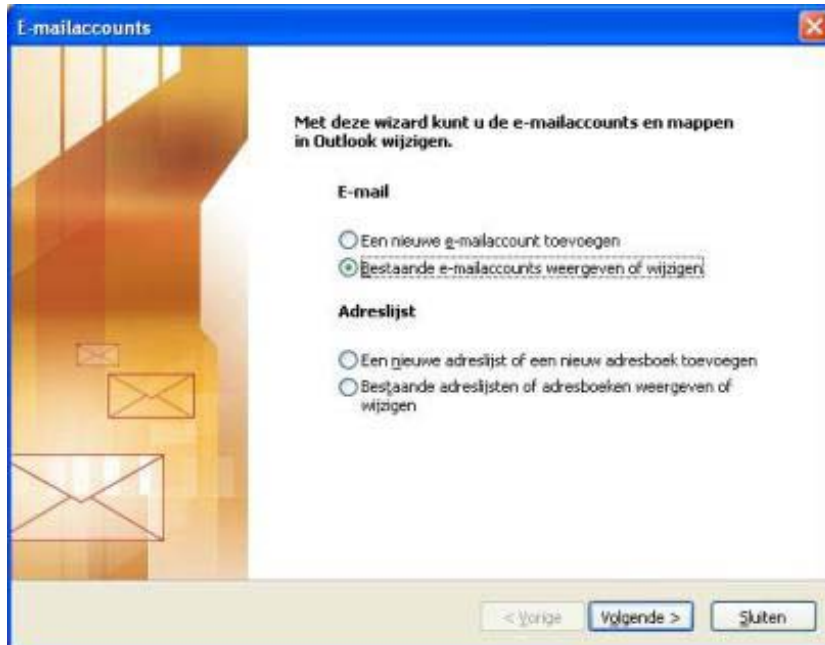 E-mailaccounts
Met deze wizard kunt u de e-mailaccounts en mappen
in Outlook wijzigen.
E-mail
Een nieuwe e-mailaccount toevoegen
Bestaande e-mailaccounts weergeven of wijzigen
Adreslijst
Een nieuwe adreslijst of een nieuw adresboek toevoegen
Bestaande adreslijsten of adresboeken weergeven of
wijzigen
< Vorige Volgende > Sluiten